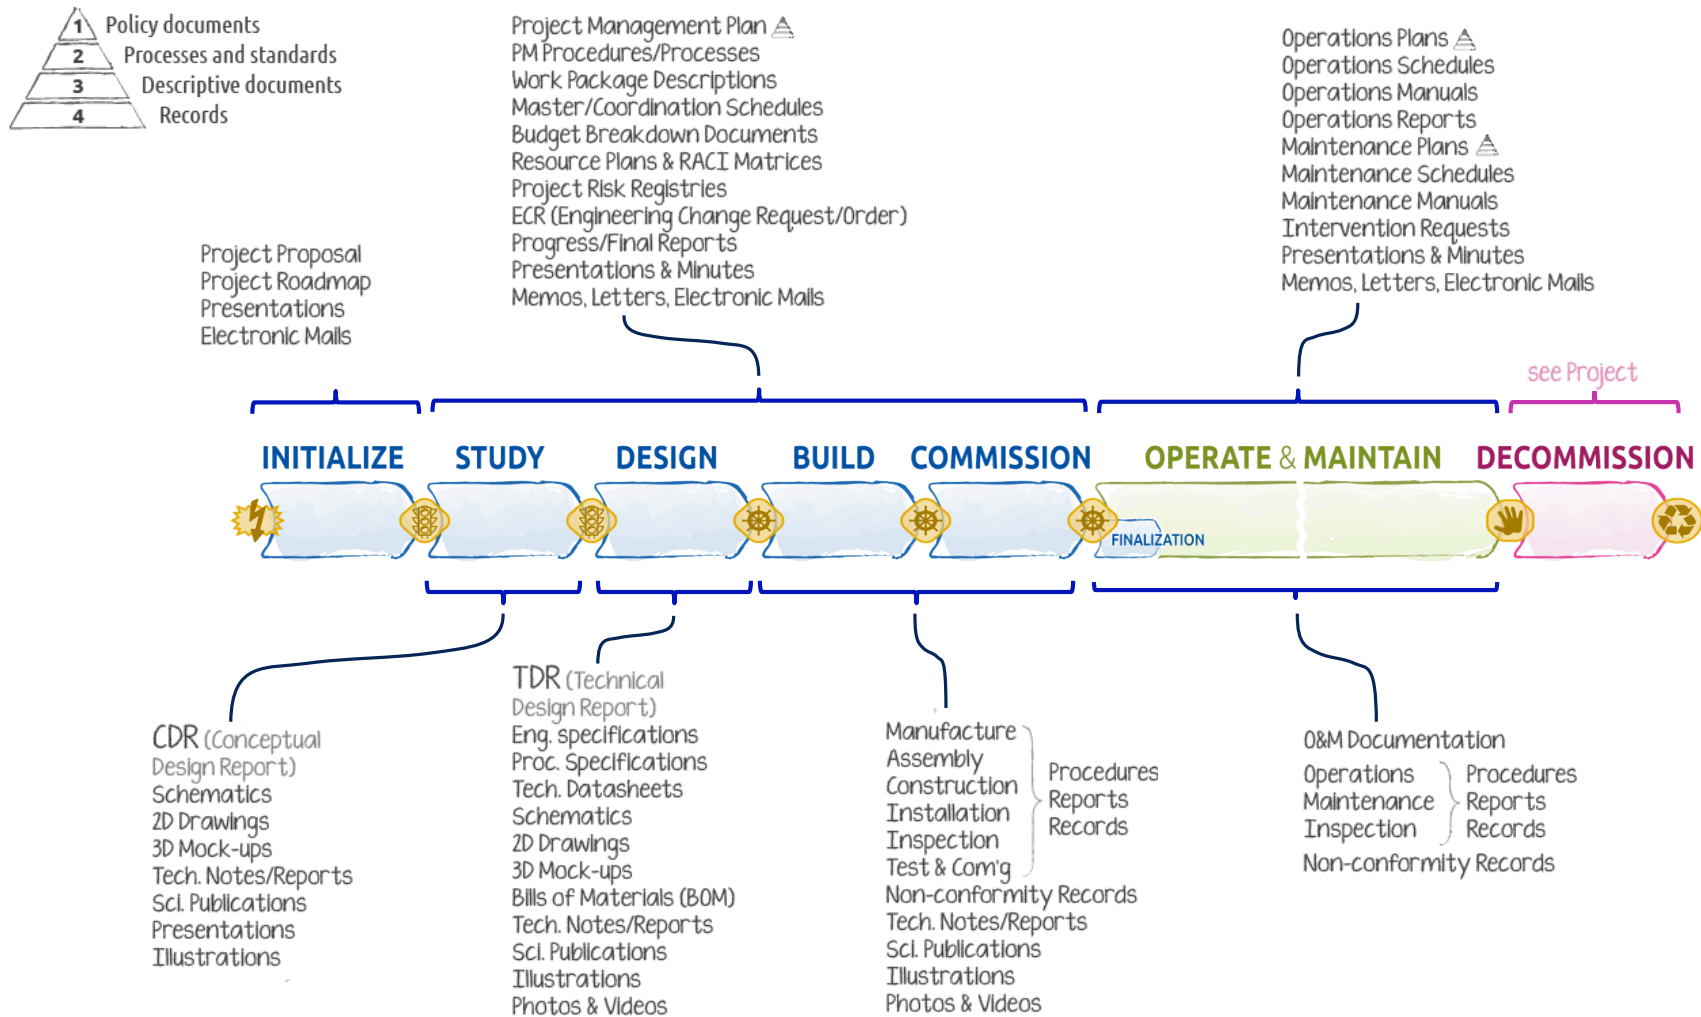 1 Policy documents
2 Processes and standards
3 Descriptive documents
4 Records
Project Proposal
Project Roadmap
Presentations
Electronic Mails
Project Management Plan
PM Procedures/Processes
Work Package Descriptions
Master/Coordination Schedules
Budget Breakdown Documents
Resource Plans & RACI Matrices
Project Risk Registries
ECR (Engineering Change Request/Order)
Progress/Final Reports
Presentations & Minutes
Memos, Letters, Electronic Mails
Operations Plans
Operations Schedules
Operations Manuals
Operations Reports
Maintenance Plans
Maintenance Schedules
Maintenance Manuals
Intervention Requests
Presentations & Minutes
Memos, Letters, Electronic Mails
see Project
INITIALIZE
STUDY
DESIGN
BUILD
COMMISSION
OPERATE & MAINTAIN
DECOMMISSION
FINALIZATION
CDR (Conceptual
Design Report)
Schematics
2D Drawings
3D Mock-ups
Tech. Notes/Reports
Sci. Publications
Presentations
Illustrations
TDR (Technical
Design Report)
Eng. specifications
Proc. Specifications
Tech. Datasheets
Schematics
2D Drawings
3D Mock-ups
Bills of Materials (BOM)
Tech. Notes/Reports
Sci. Publications
Illustrations
Photos & Videos
Manufacture
Assembly
Construction
Installation
Inspection
Test & Com'g
Procedures
Reports
Records
Non-conformity Records
Tech. Notes/Reports
Sci. Publications
Illustrations
Photos & Videos
O&M Documentation
Operations
Maintenance
Inspection
Procedures
Reports
Records
Non-conformity Records